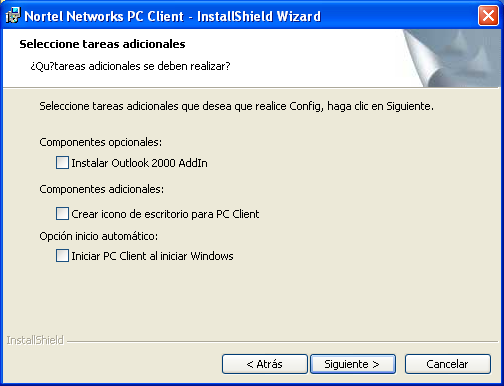 Nortel Networks PC Client - InstallShield Wizard
Seleccione tareas adicionales
¿Qu?tareas adicionales se deben realizar?
Seleccione tareas adicionales que desea que realice Config, haga clic en Siguiente.
Componentes opcionales:
Instalar Outlook 2000 AddIn
Componentes adicionales:
Crear icono de escritorio para PC Client
Opción inicio automático:
Iniciar PC Client al iniciar Windows
InstallShield
< Atrás
Siguiente >
Cancelar